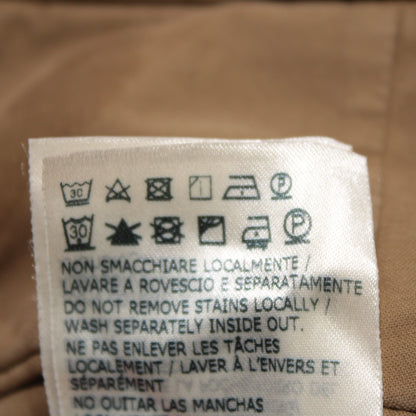 30 P
30 P
NON SMACCHIARE LOCALMENTE /
LAVARE A ROVESCIO E SEPARATAMENTE
DO NOT REMOVE STAINS LOCALLY /
WASH SEPARATELY INSIDE OUT.
NE PAS ENLEVER LES TÂCHES
LOCALEMENT / LAVER À L'ENVERS ET
SÉPARÉMENT
NO QUITAR LAS MANCHAS